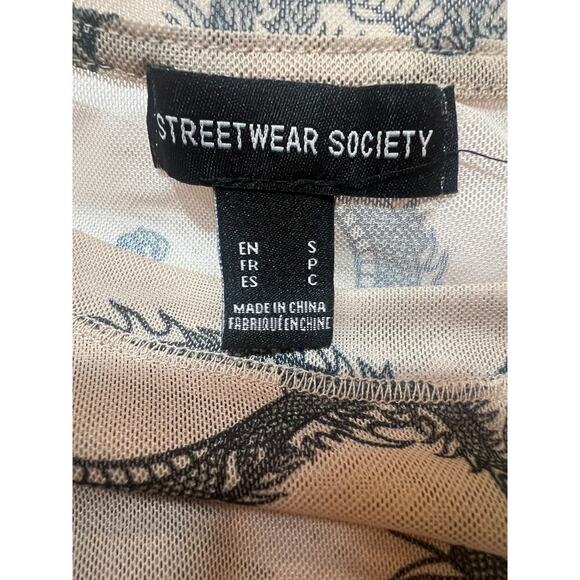 STREETWEAR SOCIETY
EN S
FR P
ES C
MADE IN CHINA
FABRIQUÉ EN CHINE